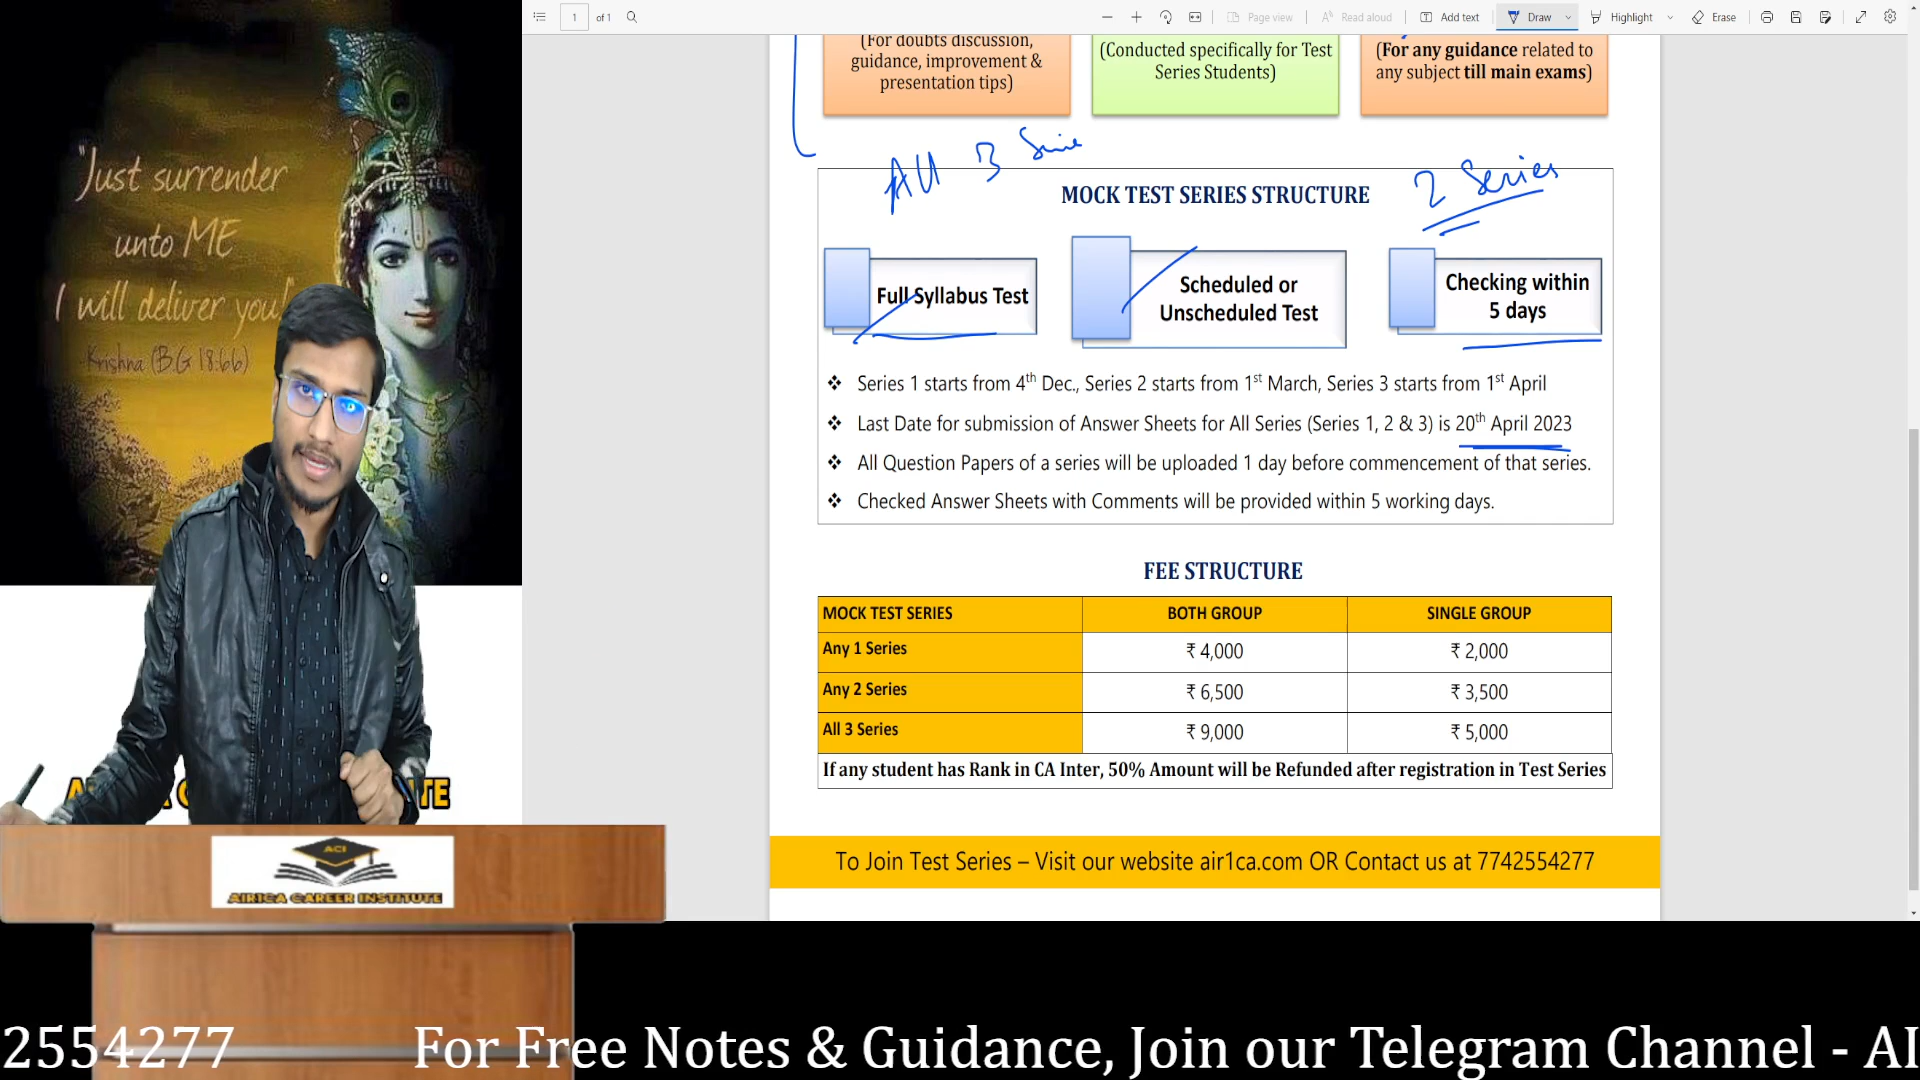 1 of 1
Page view
Read aloud
Add text
Draw
Highlight
Erase
(For doubts discussion,
guidance, improvement &
presentation tips)
(Conducted specifically for Test
Series Students)
(For any guidance related to
any subject till main exams)
All 3
2 Series
MOCK TEST SERIES STRUCTURE
Full Syllabus Test
Scheduled or
Unscheduled Test
Checking within
5 days
❖ Series 1 starts from 4th Dec., Series 2 starts from 1st March, Series 3 starts from 1st April
❖ Last Date for submission of Answer Sheets for All Series (Series 1, 2 & 3) is 20th April 2023
❖ All Question Papers of a series will be uploaded 1 day before commencement of that series.
❖ Checked Answer Sheets with Comments will be provided within 5 working days.
FEE STRUCTURE
MOCK TEST SERIES BOTH GROUP SINGLE GROUP
Any 1 Series ₹ 4,000 ₹ 2,000
Any 2 Series ₹ 6,500 ₹ 3,500
All 3 Series ₹ 9,000 ₹ 5,000
If any student has Rank in CA Inter, 50% Amount will be Refunded after registration in Test Series
To Join Test Series – Visit our website air1ca.com OR Contact us at 7742554277
"Just surrender
unto ME
I will deliver you!"
-Krishna (B.G 18:66)
ACI
AIR1CA CAREER INSTITUTE
2554277 For Free Notes & Guidance, Join our Telegram Channel - AI